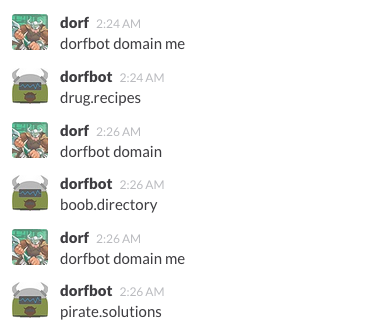 dorf 2:24 AM
dorfbot domain me
dorfbot 2:24 AM
drug.recipes
dorf 2:26 AM
dorfbot domain
dorfbot 2:26 AM
boob.directory
dorf 2:26 AM
dorfbot domain me
dorfbot 2:26 AM
pirate.solutions